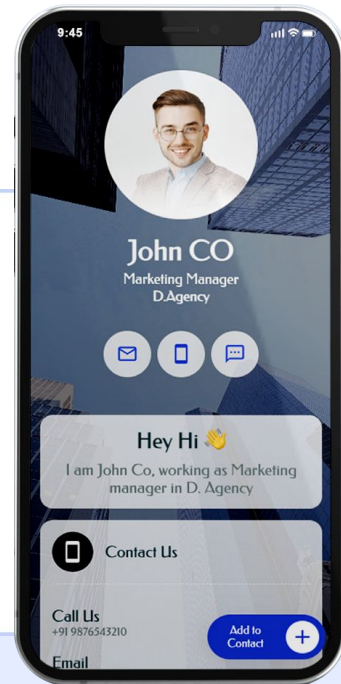 9:45
John CO
Marketing Manager
D.Agency
Hey Hi 👋
I am John Co, working as Marketing
manager in D. Agency
Contact Us
Call Us
+91 9876543210
Add to
Contact
Email